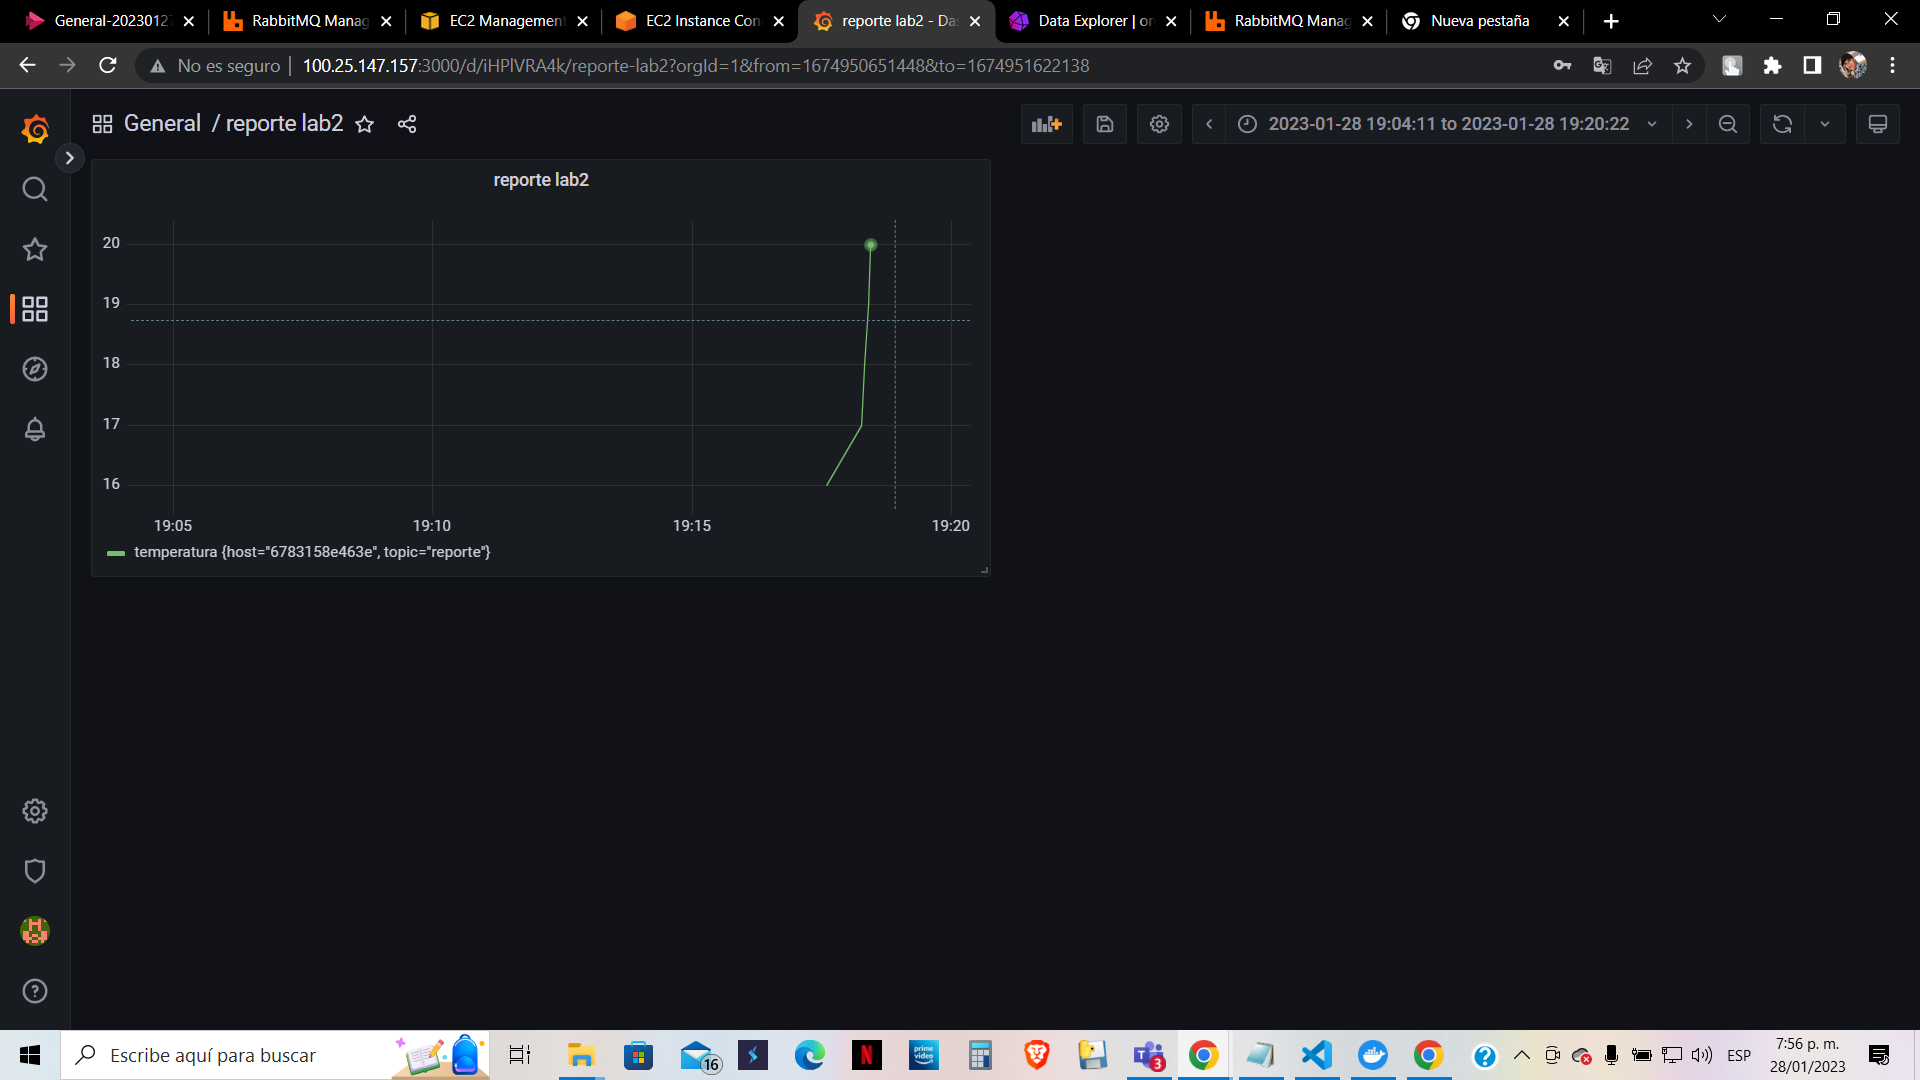 General-20230127
RabbitMQ Manag
EC2 Management
EC2 Instance Con
reporte lab2 - Da
Data Explorer | or
RabbitMQ Manag
Nueva pestaña
No es seguro
100.25.147.157:3000/d/iHPlVRA4k/reporte-lab2?orgId=1&from=1674950651448&to=1674951622138
General / reporte lab2
2023-01-28 19:04:11 to 2023-01-28 19:20:22
reporte lab2
20
19
18
17
16
19:05
19:10
19:15
19:20
temperatura {host="6783158e463e", topic="reporte"}
Escribe aquí para buscar
16
N
prime video
3
ESP
7:56 p. m.
28/01/2023